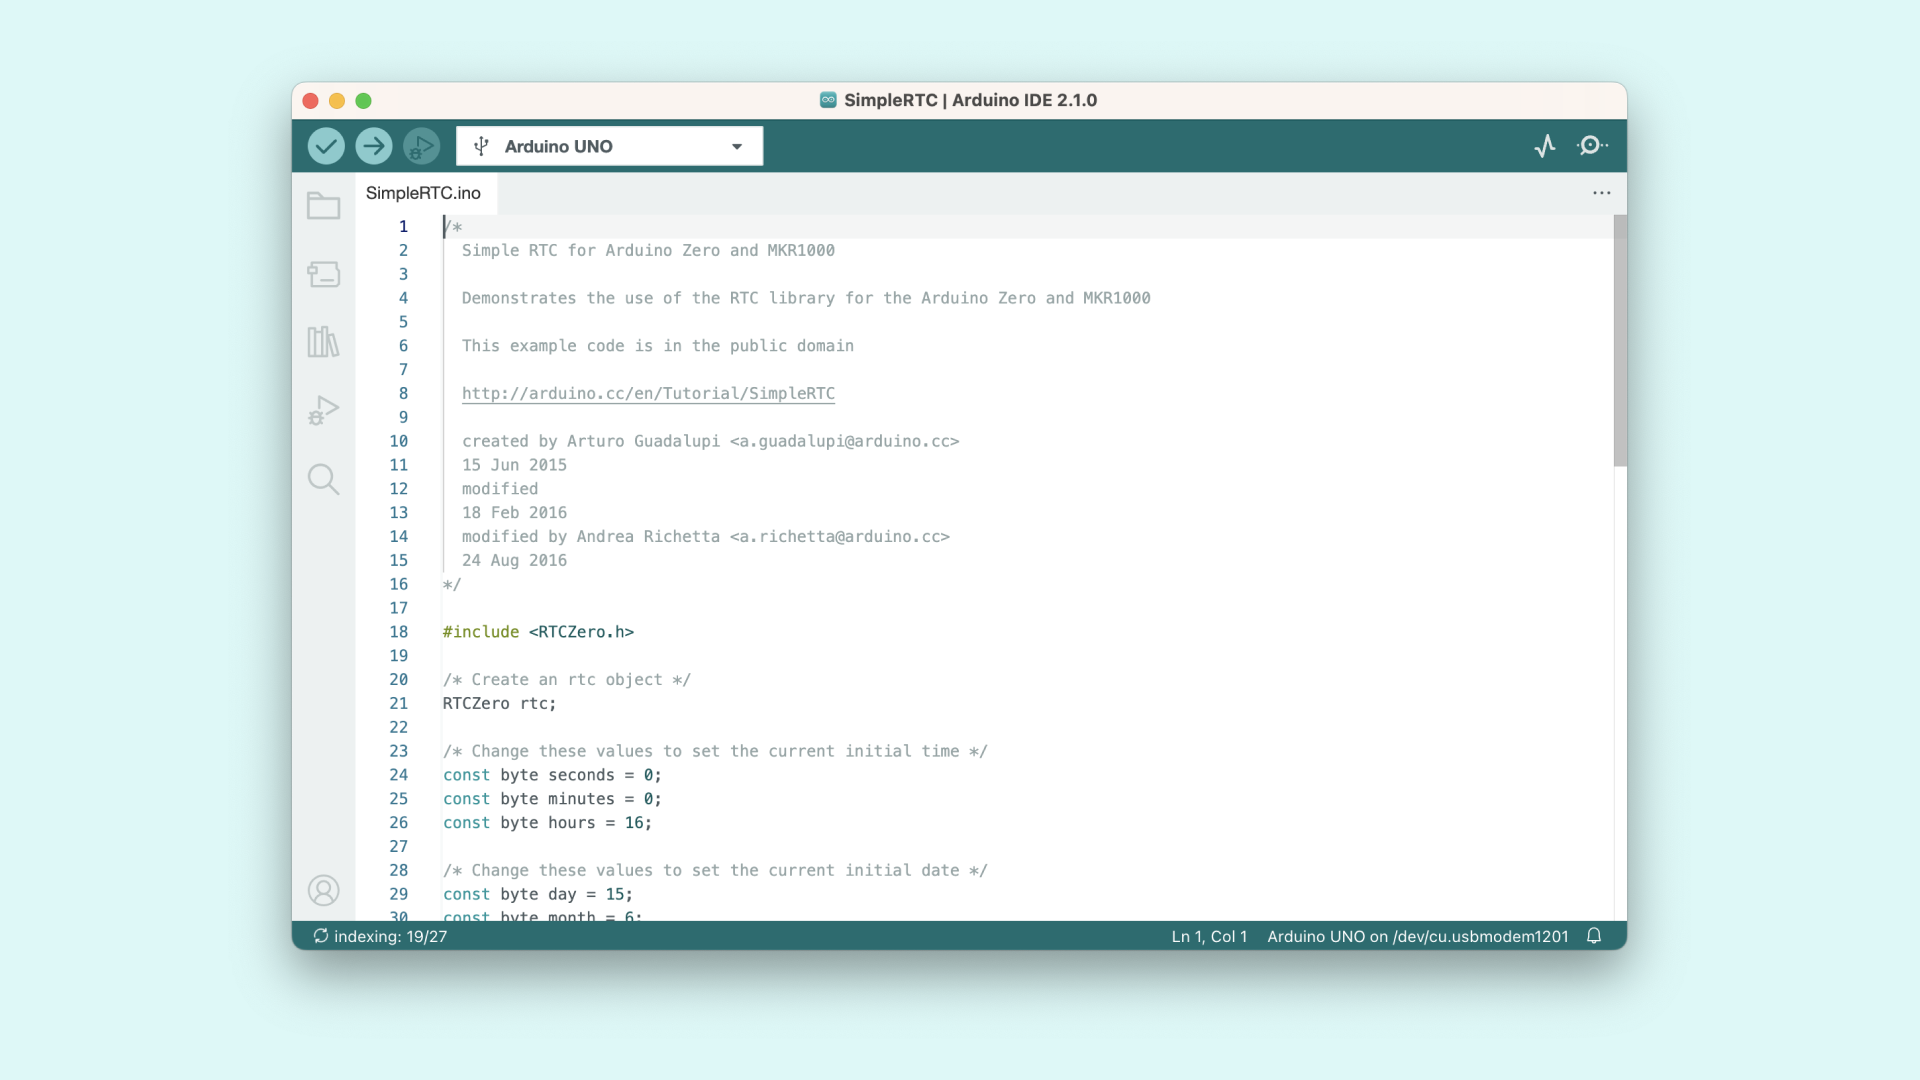 SimpleRTC | Arduino IDE 2.1.0
Arduino UNO
SimpleRTC.ino
1 /*
2 Simple RTC for Arduino Zero and MKR1000
3
4 Demonstrates the use of the RTC library for the Arduino Zero and MKR1000
5
6 This example code is in the public domain
7
8 http://arduino.cc/en/Tutorial/SimpleRTC
9
10 created by Arturo Guadalupi <a.guadalupi@arduino.cc>
11 15 Jun 2015
12 modified
13 18 Feb 2016
14 modified by Andrea Richetta <a.richetta@arduino.cc>
15 24 Aug 2016
16 */
17
18 #include <RTCZero.h>
19
20 /* Create an rtc object */
21 RTCZero rtc;
22
23 /* Change these values to set the current initial time */
24 const byte seconds = 0;
25 const byte minutes = 0;
26 const byte hours = 16;
27
28 /* Change these values to set the current initial date */
29 const byte day = 15;
30 const byte month = 6;
indexing: 19/27
Ln 1, Col 1 Arduino UNO on /dev/cu.usbmodem1201